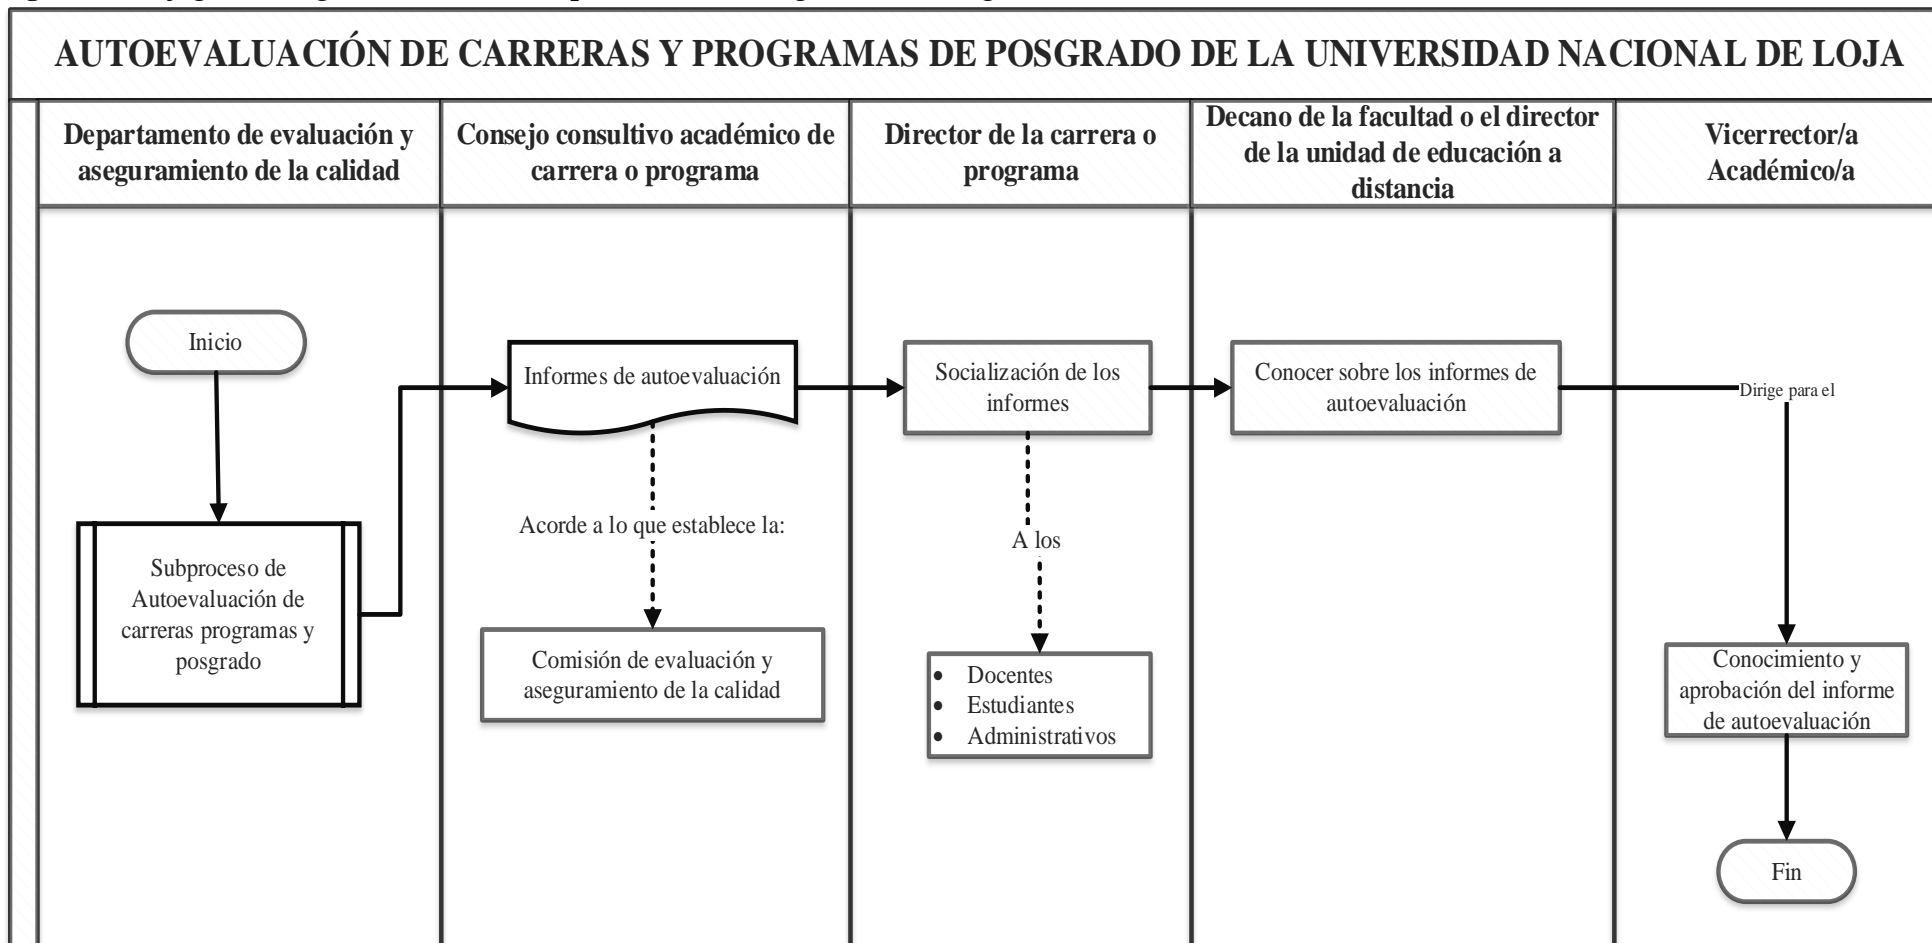 AUTOEVALUACIÓN DE CARRERAS Y PROGRAMAS DE POSGRADO DE LA UNIVERSIDAD NACIONAL DE LOJA
Departamento de evaluación y
aseguramiento de la calidad
Consejo consultivo académico de
carrera o programa
Director de la carrera o
programa
Decano de la facultad o el director
de la unidad de educación a
distancia
Vicerrector/a
Académico/a
Inicio
Subproceso de
Autoevaluación de
carreras programas y
posgrado
Informes de autoevaluación
Acorde a lo que establece la:
Comisión de evaluación y
aseguramiento de la calidad
Socialización de los
informes
A los
• Docentes
• Estudiantes
• Administrativos
Conocer sobre los informes de
autoevaluación
Dirige para el
Conocimiento y
aprobación del informe
de autoevaluación
Fin